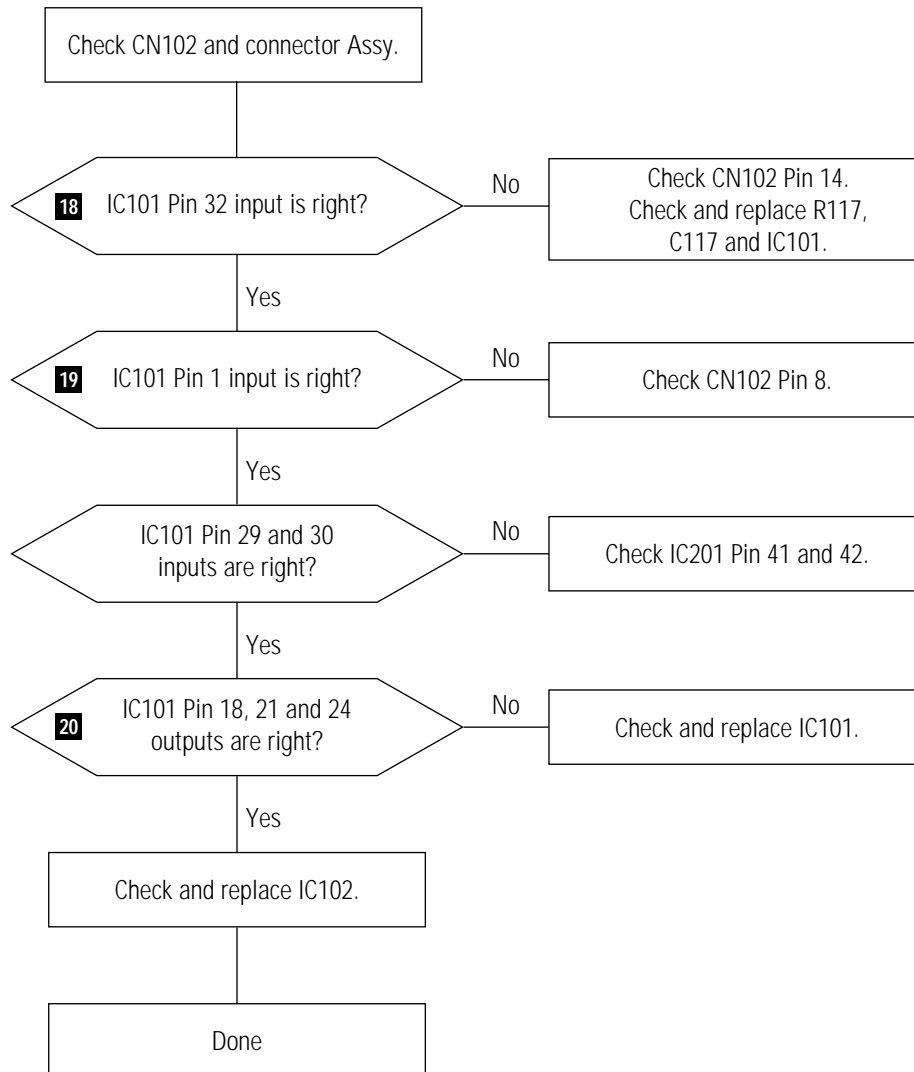 Check CN102 and connector Assy.
18 IC101 Pin 32 input is right?
No
Check CN102 Pin 14.
Check and replace R117,
C117 and IC101.
Yes
19 IC101 Pin 1 input is right?
No
Check CN102 Pin 8.
Yes
IC101 Pin 29 and 30
inputs are right?
No
Check IC201 Pin 41 and 42.
Yes
20 IC101 Pin 18, 21 and 24
outputs are right?
No
Check and replace IC101.
Yes
Check and replace IC102.
Done